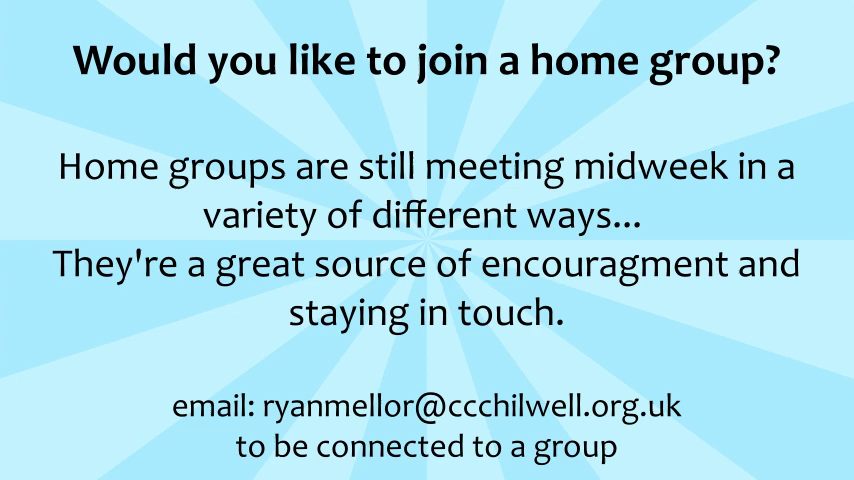 Would you like to join a home group?
Home groups are still meeting midweek in a
variety of different ways...
They're a great source of encouragment and
staying in touch.
email: ryanmellor@ccchilwell.org.uk
to be connected to a group